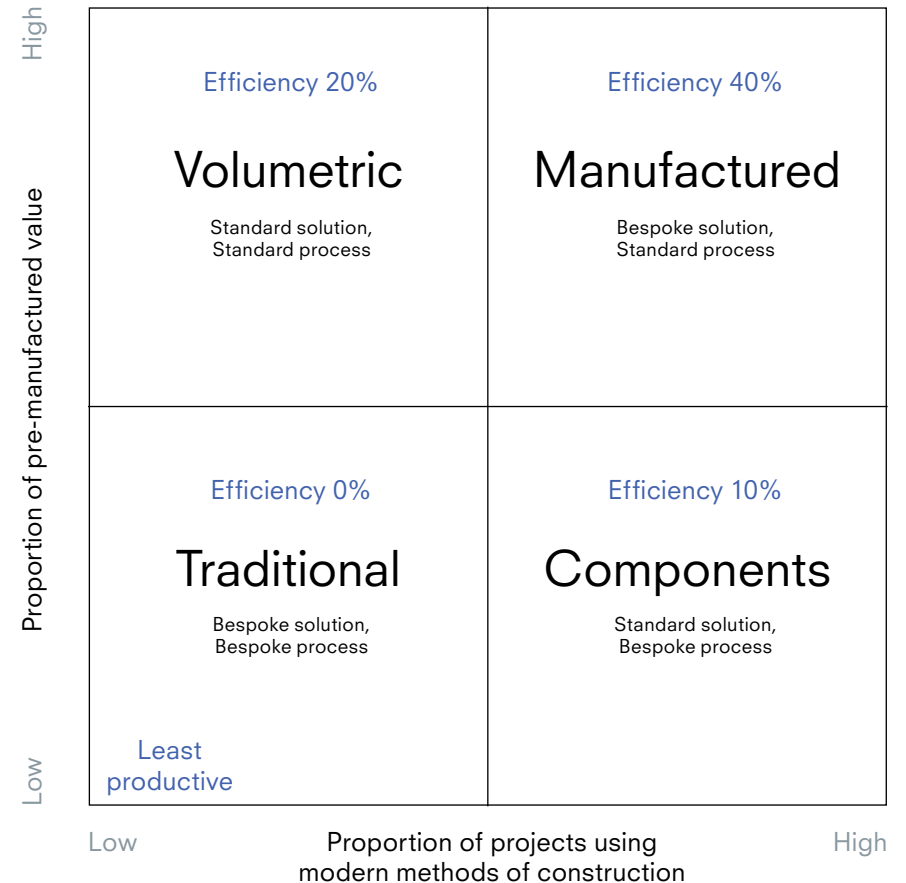 High
Proportion of pre-manufactured value
Low
Efficiency 20%
Volumetric
Standard solution,
Standard process
Efficiency 40%
Manufactured
Bespoke solution,
Standard process
Efficiency 0%
Traditional
Bespoke solution,
Bespoke process
Least
productive
Efficiency 10%
Components
Standard solution,
Bespoke process
Low
Proportion of projects using
modern methods of construction
High